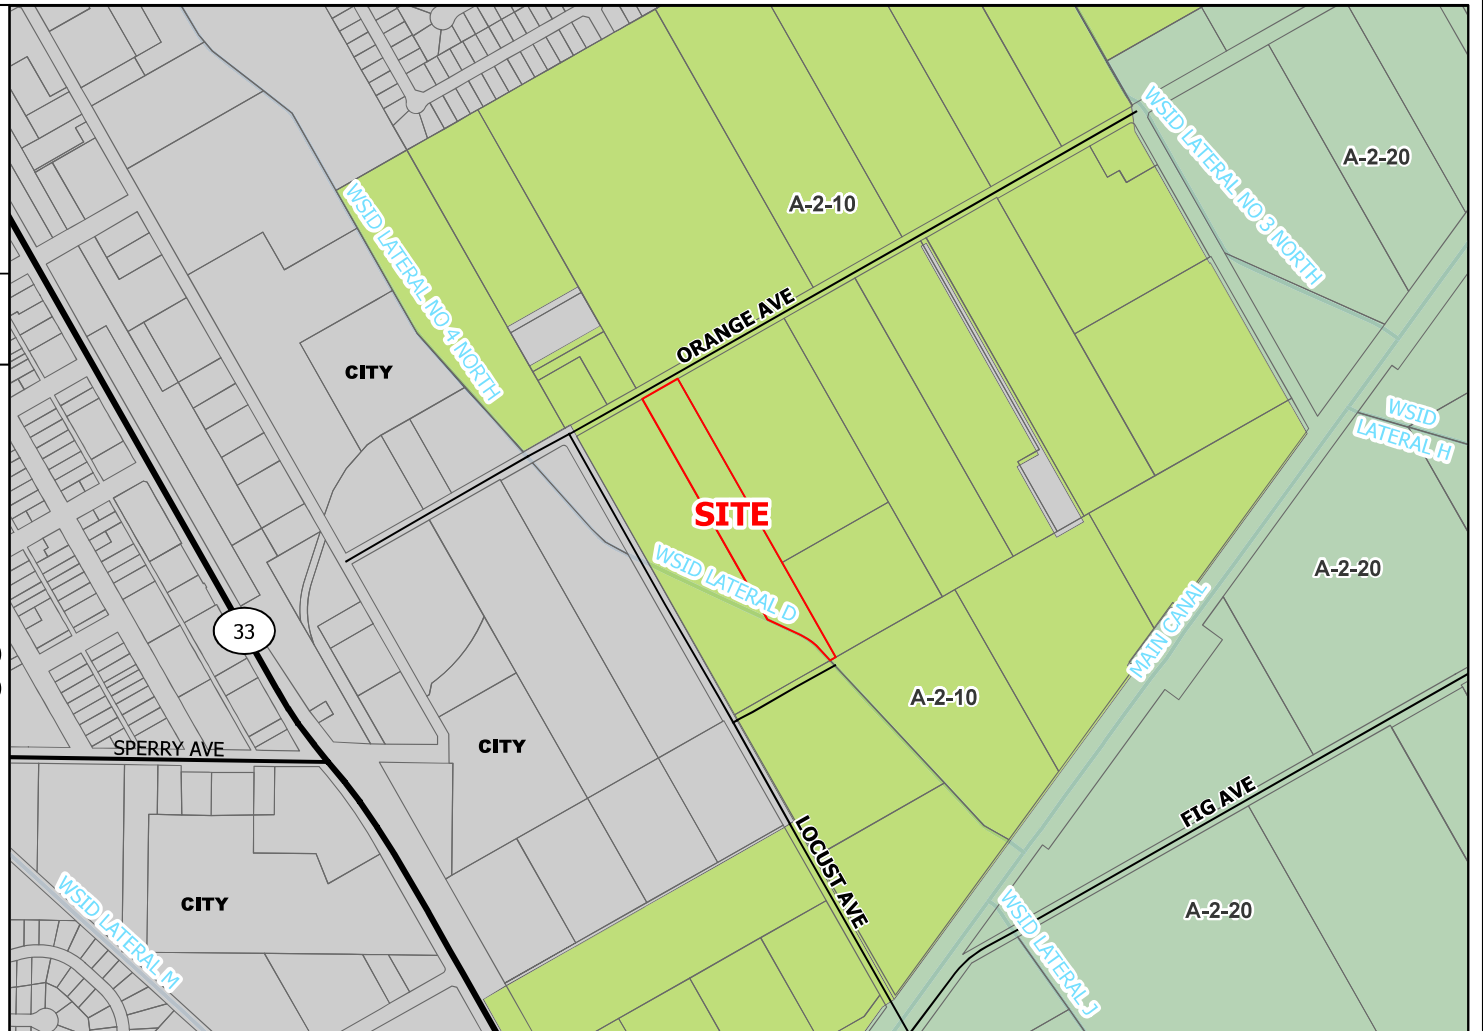 WSID LATERAL NO 3 NORTH
A-2-20
A-2-10
WSID LATERAL NO 4 NORTH
ORANGE AVE
CITY
WSID
LATERAL H
SITE
WSID LATERAL D
A-2-20
MAIN CANAL
33
A-2-10
CITY
SPERRY AVE
FIG AVE
LOCUST AVE
CITY
A-2-20
WSID LATERAL M
WSID LATERAL J